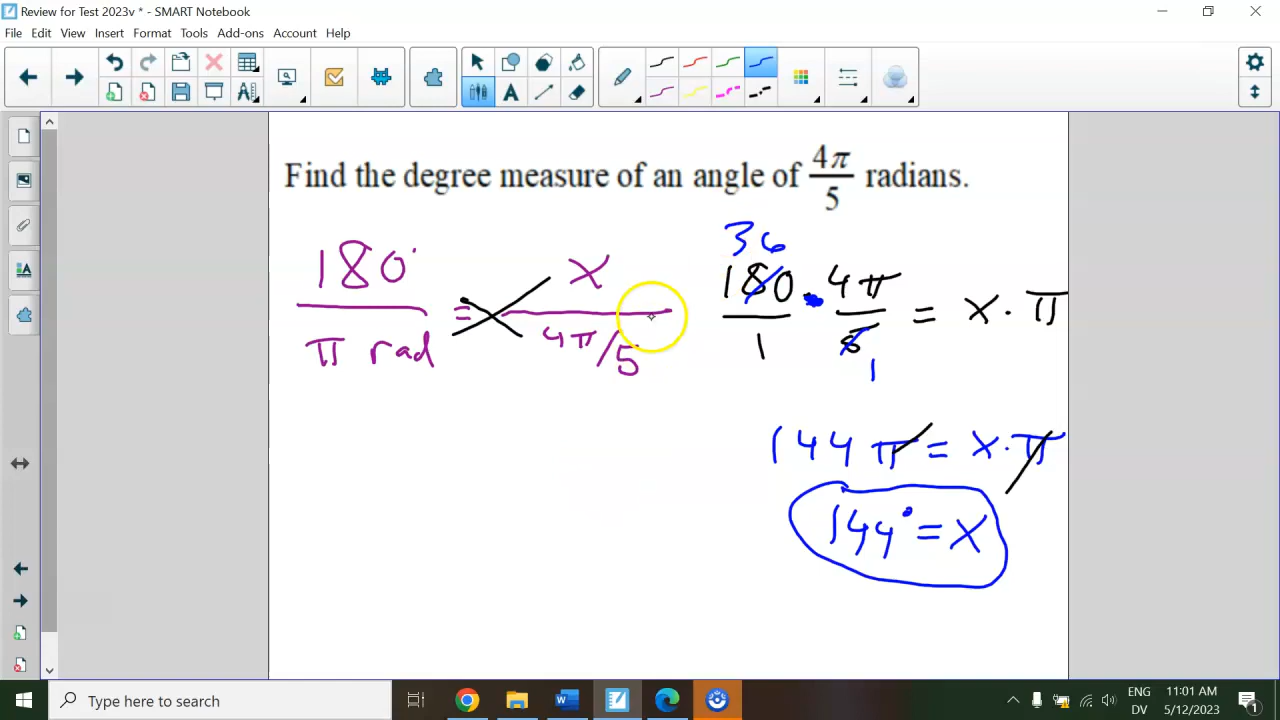 Review for Test 2023v * - SMART Notebook
File Edit View Insert Format Tools Add-ons Account Help
Find the degree measure of an angle of 4π/5 radians.
180° / π rad = x / 4π/5
36
180/1 · 4π/5 = x · π
1
144 π = x · π
144° = x
Type here to search
ENG 11:01 AM
DV 5/12/2023
1